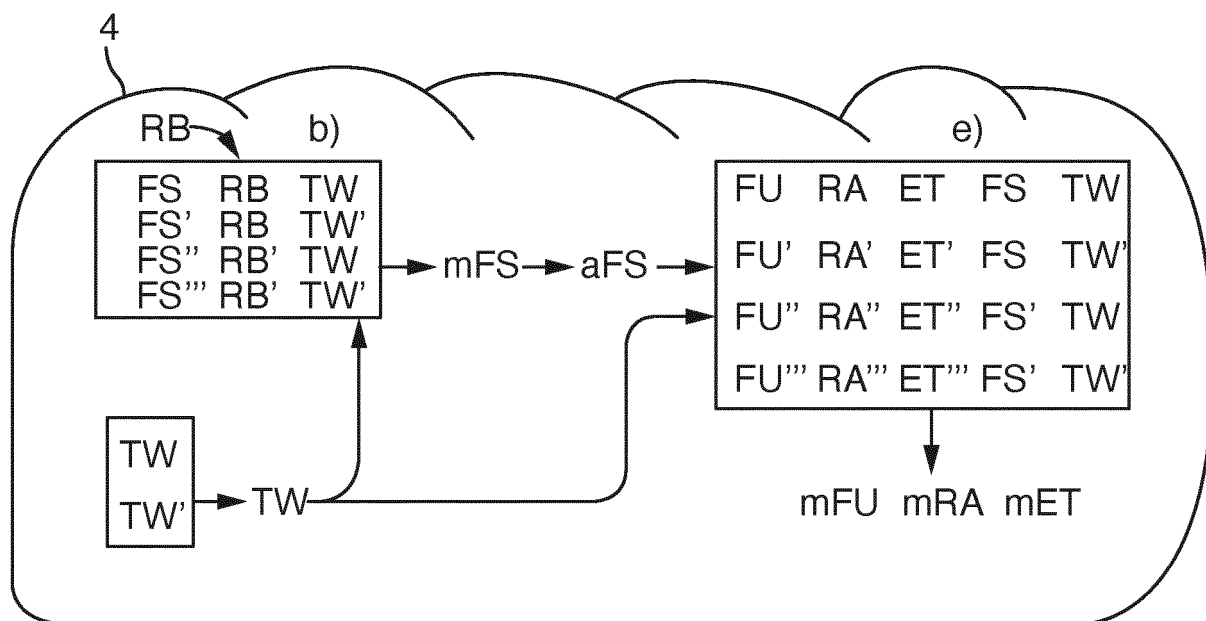 4
RB b) e)
FS RB TW
FS' RB TW'
FS'' RB' TW
FS''' RB' TW'
mFS aFS
FU RA ET FS TW
FU' RA' ET' FS TW'
FU'' RA'' ET'' FS' TW
FU''' RA''' ET''' FS' TW'
TW
TW'
TW
mFU mRA mET